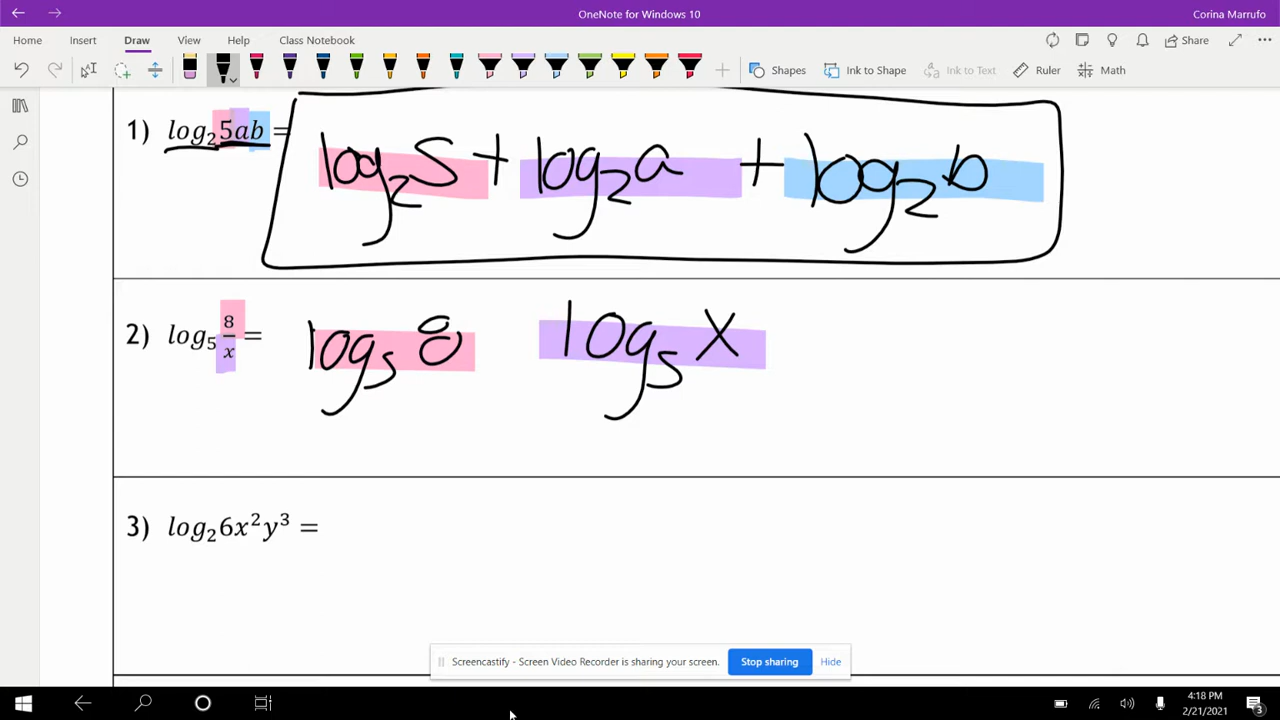 OneNote for Windows 10
Corina Marrufo
Home Insert Draw View Help Class Notebook
Share
Shapes Ink to Shape Ink to Text Ruler Math
1) log₂5ab = log₂5 + log₂a + log₂b
2) log₅ 8/x = log₅8 log₅x
3) log₂6x²y³ =
Screencastify - Screen Video Recorder is sharing your screen. Stop sharing Hide
4:18 PM
2/21/2021
3